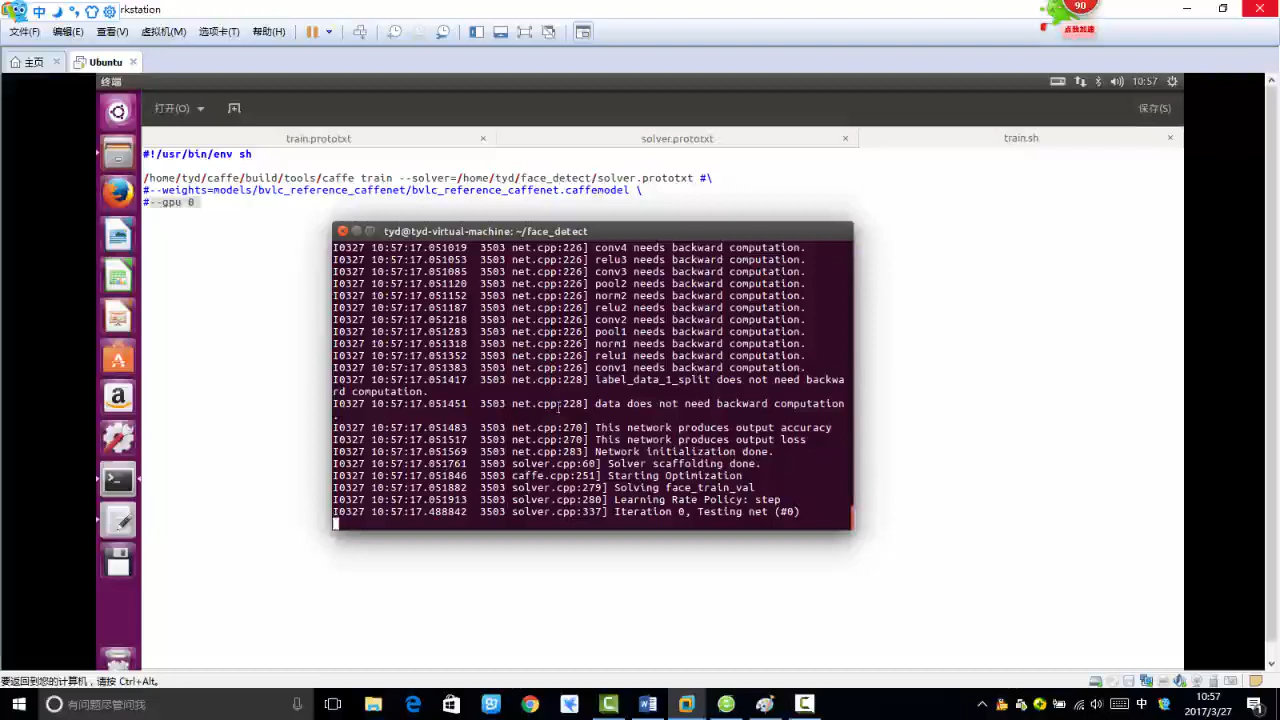 中
rkstation
90
点我加速
文件(F) 编辑(E) 查看(V) 虚拟机(M) 选项卡(T) 帮助(H)
主页
Ubuntu
终端
10:57
打开(O)
保存(S)
train.prototxt
solver.prototxt
train.sh
#!/usr/bin/env sh
/home/tyd/caffe/build/tools/caffe train --solver=/home/tyd/face_detect/solver.prototxt #\
#--weights=models/bvlc_reference_caffenet/bvlc_reference_caffenet.caffemodel \
#--gpu 0
tyd@tyd-virtual-machine: ~/face_detect
I0327 10:57:17.051019 3503 net.cpp:226] conv4 needs backward computation.
I0327 10:57:17.051053 3503 net.cpp:226] relu3 needs backward computation.
I0327 10:57:17.051083 3503 net.cpp:226] conv3 needs backward computation.
I0327 10:57:17.051120 3503 net.cpp:226] pool2 needs backward computation.
I0327 10:57:17.051152 3503 net.cpp:226] norm2 needs backward computation.
I0327 10:57:17.051187 3503 net.cpp:226] relu2 needs backward computation.
I0327 10:57:17.051218 3503 net.cpp:226] conv2 needs backward computation.
I0327 10:57:17.051283 3503 net.cpp:226] pool1 needs backward computation.
I0327 10:57:17.051318 3503 net.cpp:226] norm1 needs backward computation.
I0327 10:57:17.051352 3503 net.cpp:226] relu1 needs backward computation.
I0327 10:57:17.051383 3503 net.cpp:226] conv1 needs backward computation.
I0327 10:57:17.051417 3503 net.cpp:228] label_data_1_split does not need backwa
rd computation.
I0327 10:57:17.051451 3503 net.cpp:228] data does not need backward computation
.
I0327 10:57:17.051483 3503 net.cpp:270] This network produces output accuracy
I0327 10:57:17.051517 3503 net.cpp:270] This network produces output loss
I0327 10:57:17.051569 3503 net.cpp:283] Network initialization done.
I0327 10:57:17.051761 3503 solver.cpp:60] Solver scaffolding done.
I0327 10:57:17.051846 3503 caffe.cpp:251] Starting Optimization
I0327 10:57:17.051882 3503 solver.cpp:279] Solving face_train_val
I0327 10:57:17.051913 3503 solver.cpp:280] Learning Rate Policy: step
I0327 10:57:17.488842 3503 solver.cpp:337] Iteration 0, Testing net (#0)
要返回到您的计算机，请按 Ctrl+Alt。
有问题尽管问我
中
10:57
2017/3/27